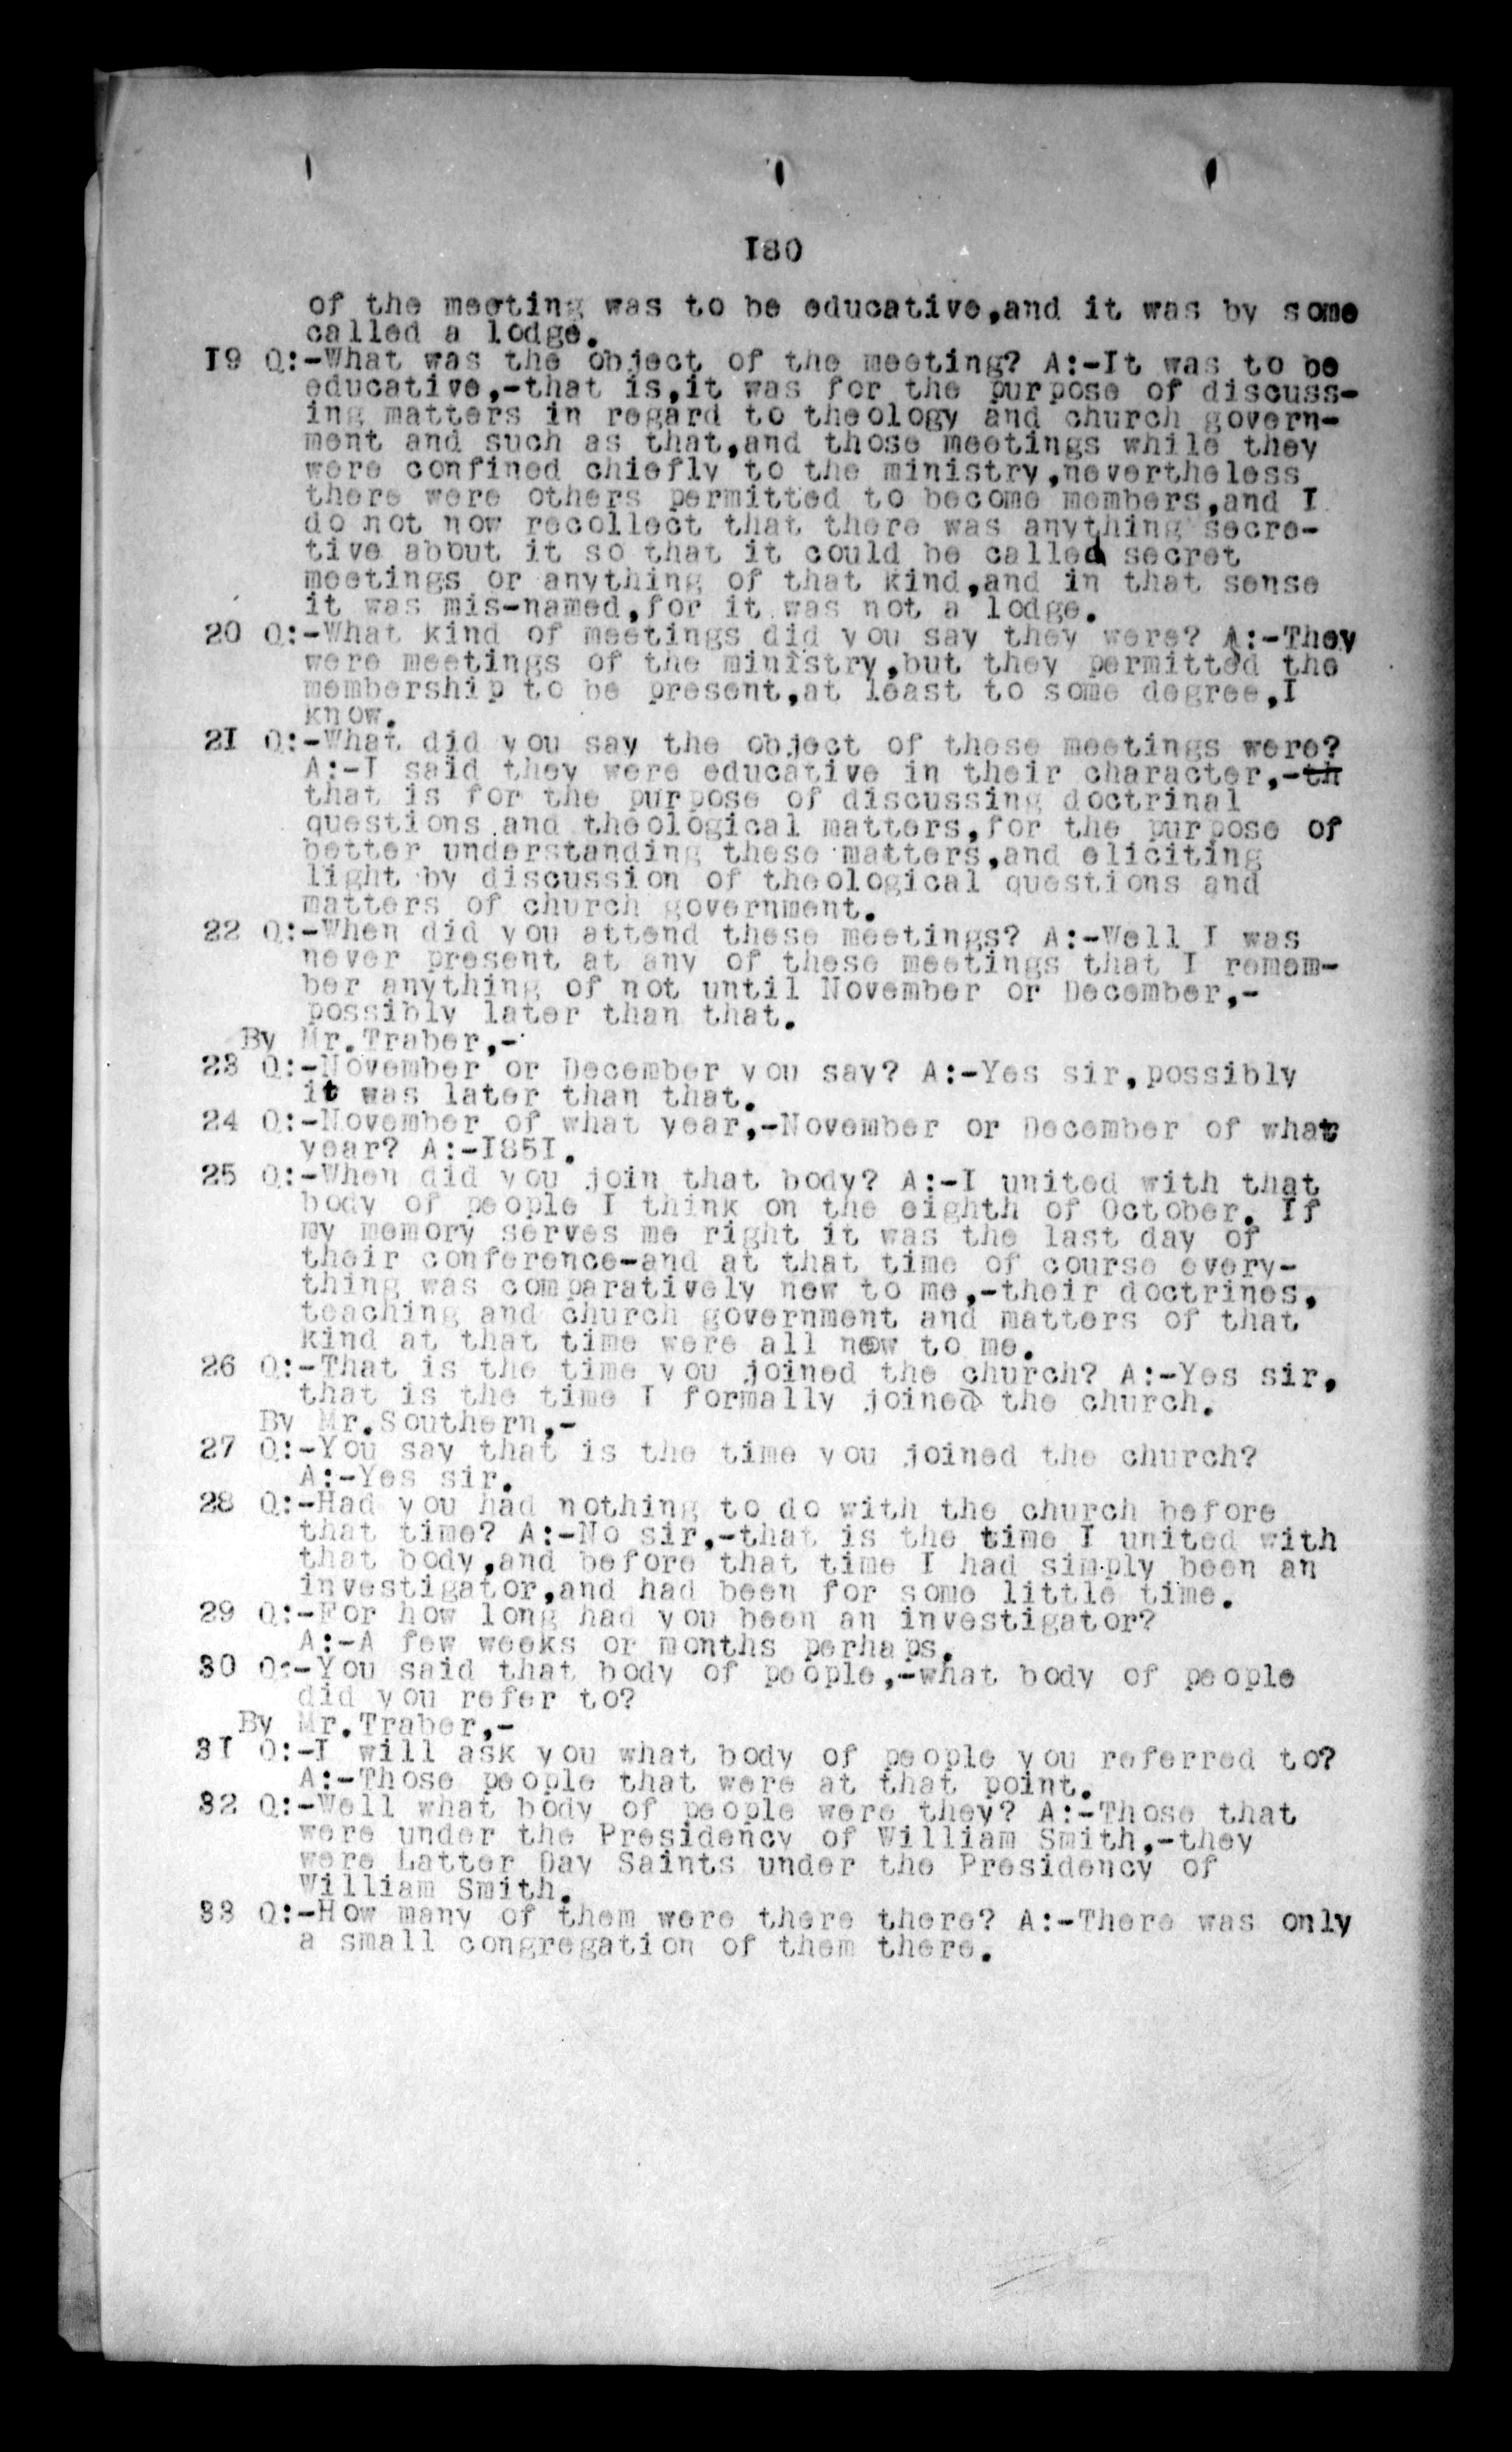 I80
of the meeting was to be educative,and it was by some
called a lodge.
I9 Q:-What was the object of the meeting? A:-It was to be
educative,-that is,it was for the purpose of discuss-
ing matters in regard to theology and church govern-
ment and such as that,and those meetings while they
were confined chiefly to the ministry,nevertheless
there were others permitted to become members,and I
do not now recollect that there was anything secre-
tive about it so that it could be called secret
meetings or anything of that kind,and in that sense
it was mis-named,for it was not a lodge.
20 Q:-What kind of meetings did you say they were? A:-They
were meetings of the ministry,but they permitted the
membership to be present,at least to some degree,I
know.
2I Q:-What did you say the object of these meetings were?
A:-I said they were educative in their character,-th
that is for the purpose of discussing doctrinal
questions and theological matters,for the purpose of
better understanding these matters,and eliciting
light by discussion of theological questions and
matters of church government.
22 Q:-When did you attend these meetings? A:-Well I was
never present at any of these meetings that I remem-
ber anything of not until November or December,-
possibly later than that.
By Mr.Traber,-
23 Q:-November or December you say? A:-Yes sir,possibly
it was later than that.
24 Q:-November of what year,-November or December of what
year? A:-I85I.
25 Q:-When did you join that body? A:-I united with that
body of people I think on the eighth of October. If
my memory serves me right it was the last day of
their conference-and at that time of course every-
thing was comparatively new to me,-their doctrines,
teaching and church government and matters of that
kind at that time were all new to me.
26 Q:-That is the time you joined the church? A:-Yes sir,
that is the time I formally joined the church.
By Mr.Southern,-
27 Q:-You say that is the time you joined the church?
A:-Yes sir.
28 Q:-Had you had nothing to do with the church before
that time? A:-No sir,-that is the time I united with
that body,and before that time I had simply been an
investigator,and had been for some little time.
29 Q:-For how long had you been an investigator?
A:-A few weeks or months perhaps.
30 Q:-You said that body of people,-what body of people
did you refer to?
By Mr.Traber,-
3I Q:-I will ask you what body of people you referred to?
A:-Those people that were at that point.
32 Q:-Well what body of people were they? A:-Those that
were under the Presidency of William Smith,-they
were Latter Day Saints under the Presidency of
William Smith.
33 Q:-How many of them were there there? A:-There was only
a small congregation of them there.